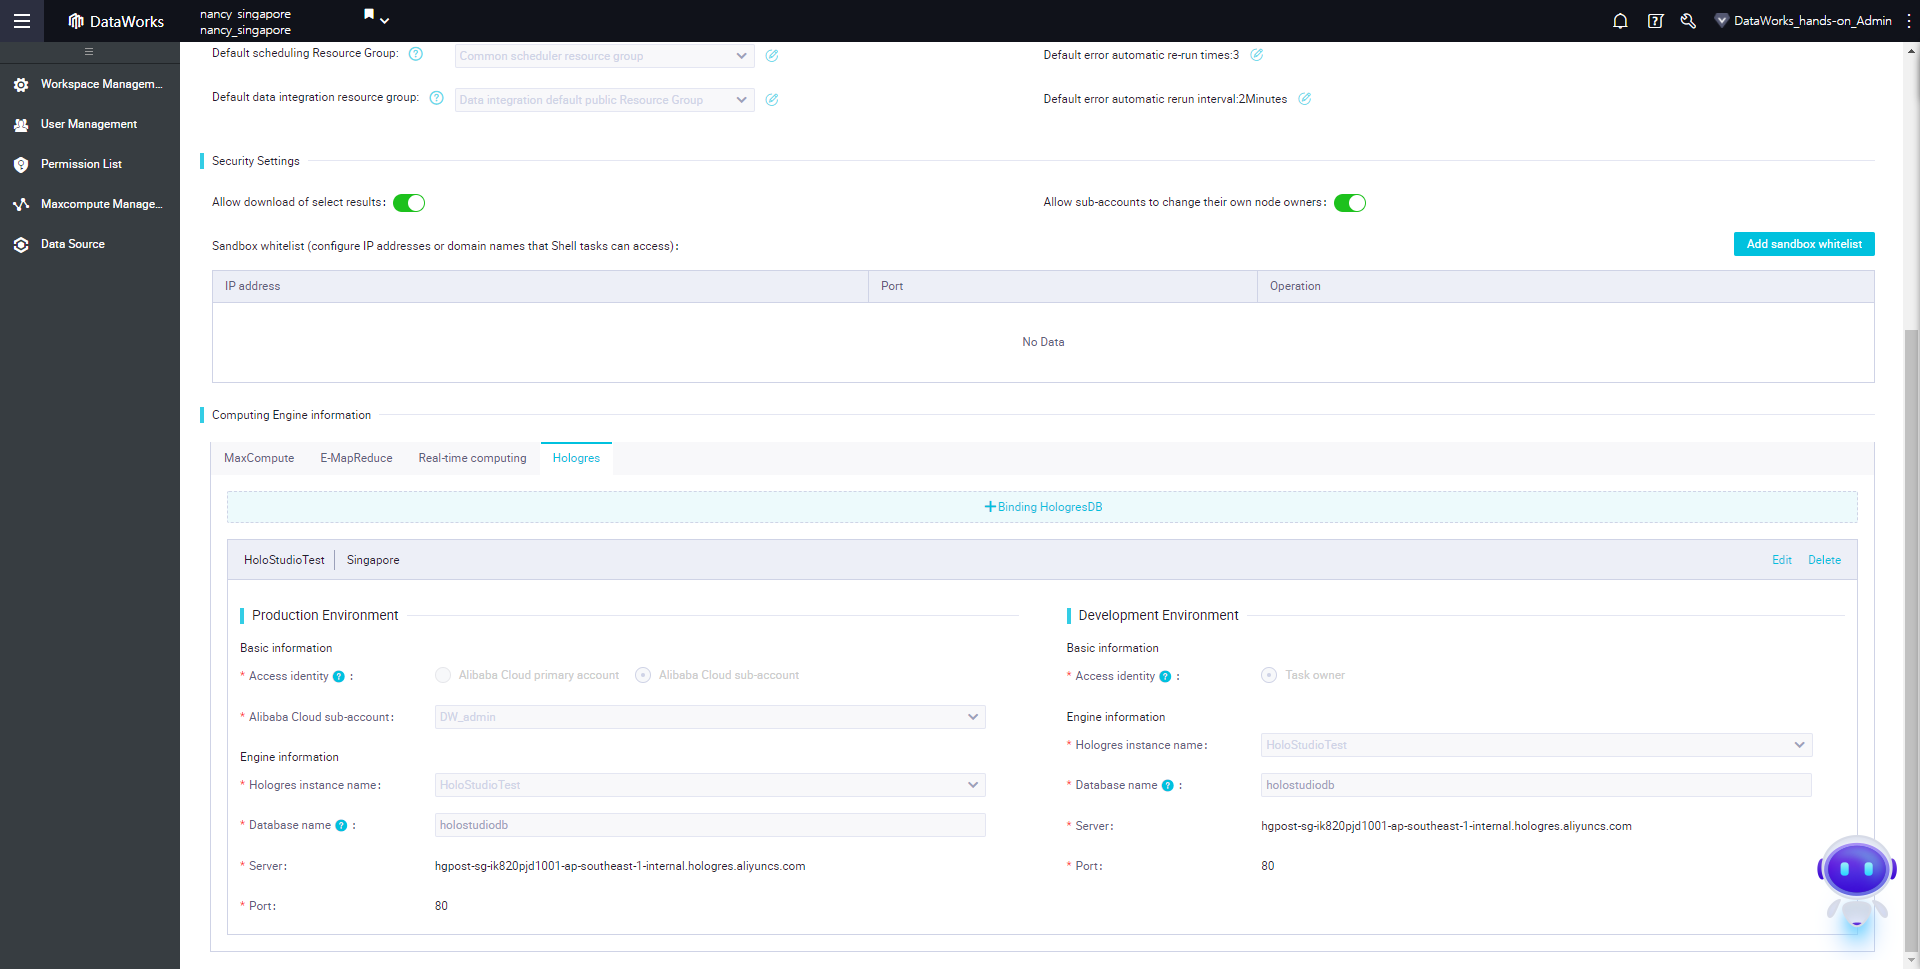 DataWorks
nancy_singapore
nancy_singapore
DataWorks_hands-on_Admin
Workspace Managem...
User Management
Permission List
Maxcompute Manage...
Data Source
Default scheduling Resource Group:
Common scheduler resource group
Default error automatic re-run times:3
Default data integration resource group:
Data integration default public Resource Group
Default error automatic rerun interval:2Minutes
Security Settings
Allow download of select results:
Allow sub-accounts to change their own node owners:
Sandbox whitelist (configure IP addresses or domain names that Shell tasks can access):
Add sandbox whitelist
IP address Port Operation
No Data
Computing Engine information
MaxCompute E-MapReduce Real-time computing Hologres
+Binding HologresDB
HoloStudioTest Singapore Edit Delete
Production Environment
Basic information
* Access identity ? : Alibaba Cloud primary account Alibaba Cloud sub-account
* Alibaba Cloud sub-account: DW_admin
Engine information
* Hologres instance name: HoloStudioTest
* Database name ? : holostudiodb
* Server: hgpost-sg-ik820pjd1001-ap-southeast-1-internal.hologres.aliyuncs.com
* Port: 80
Development Environment
Basic information
* Access identity ? : Task owner
Engine information
* Hologres instance name: HoloStudioTest
* Database name ? : holostudiodb
* Server: hgpost-sg-ik820pjd1001-ap-southeast-1-internal.hologres.aliyuncs.com
* Port: 80